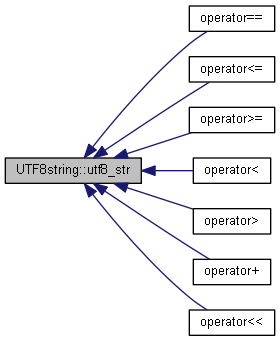 operator==
operator<=
operator>=
UTF8string::utf8_str
operator<
operator>
operator+
operator<<